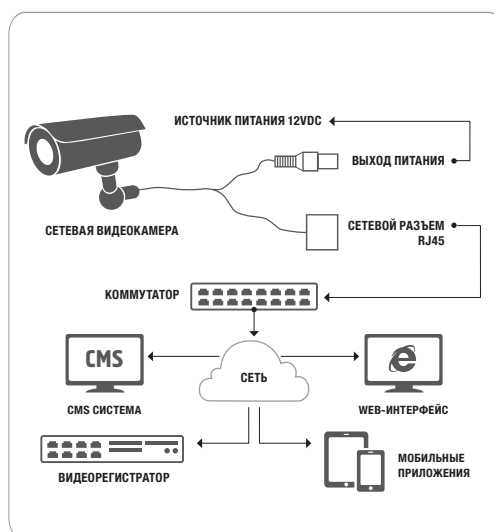 ИСТОЧНИК ПИТАНИЯ 12VDC
ВЫХОД ПИТАНИЯ
СЕТЕВАЯ ВИДЕОКАМЕРА
СЕТЕВОЙ РАЗЪЕМ
RJ45
КОММУТАТОР
CMS
СЕТЬ
CMS СИСТЕМА
WEB-ИНТЕРФЕЙС
ВИДЕОРЕГИСТРАТОР
МОБИЛЬНЫЕ
ПРИЛОЖЕНИЯ